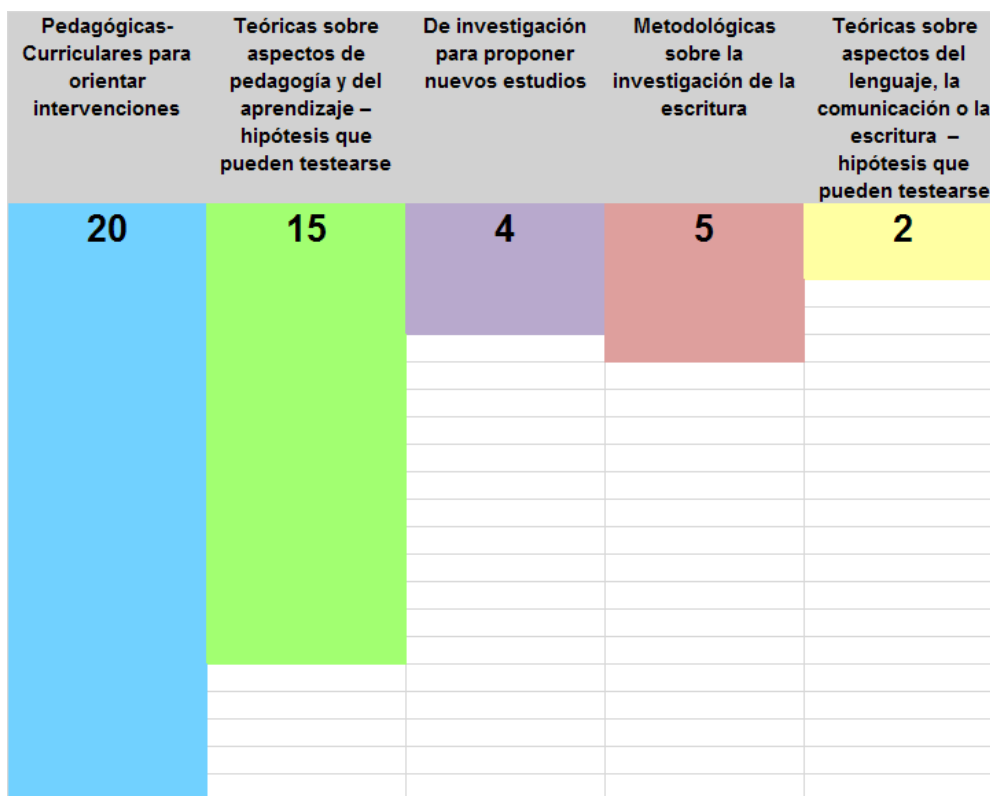 Pedagógicas-
Curriculares para
orientar
intervenciones
Teóricas sobre
aspectos de
pedagogía y del
aprendizaje –
hipótesis que
pueden testearse
De investigación
para proponer
nuevos estudios
Metodológicas
sobre la
investigación de la
escritura
Teóricas sobre
aspectos del
lenguaje, la
comunicación o la
escritura –
hipótesis que
pueden testearse
20
15
4
5
2